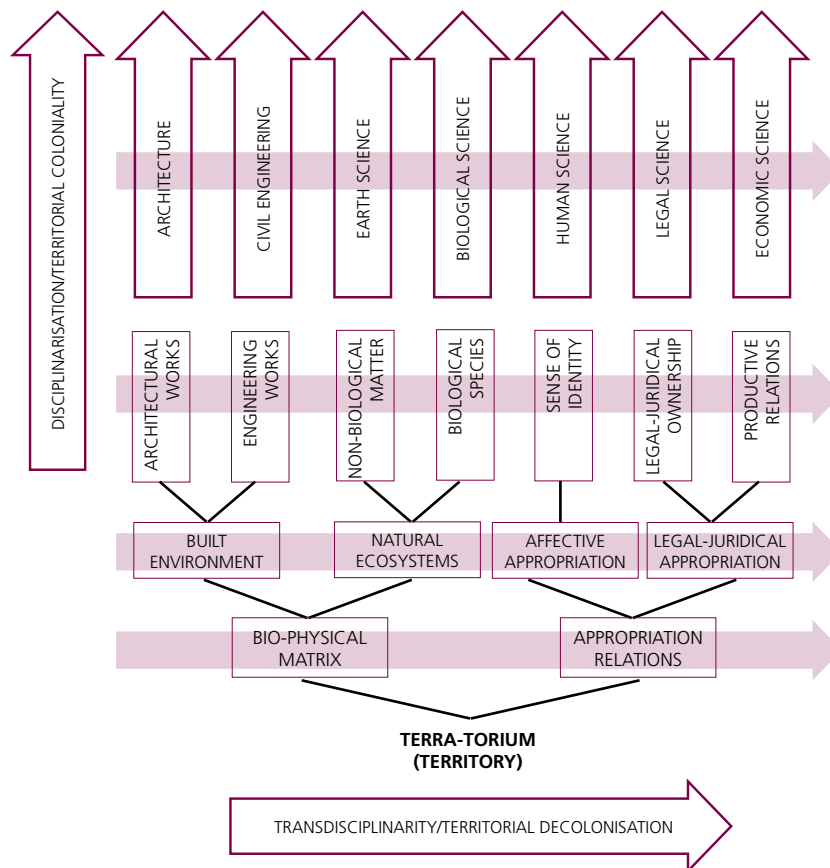 DISCIPLINARISATION/TERRITORIAL COLONIALITY
ARCHITECTURE
CIVIL ENGINEERING
EARTH SCIENCE
BIOLOGICAL SCIENCE
HUMAN SCIENCE
LEGAL SCIENCE
ECONOMIC SCIENCE
ARCHITECTURAL
WORKS
ENGINEERING
WORKS
NON-BIOLOGICAL
MATTER
BIOLOGICAL
SPECIES
SENSE OF
IDENTITY
LEGAL-JURIDICAL
OWNERSHIP
PRODUCTIVE
RELATIONS
BUILT
ENVIRONMENT
NATURAL
ECOSYSTEMS
AFFECTIVE
APPROPRIATION
LEGAL-JURIDICAL
APPROPRIATION
BIO-PHYSICAL
MATRIX
APPROPRIATION
RELATIONS
TERRA-TORIUM
(TERRITORY)
TRANSDISCIPLINARITY/TERRITORIAL DECOLONISATION